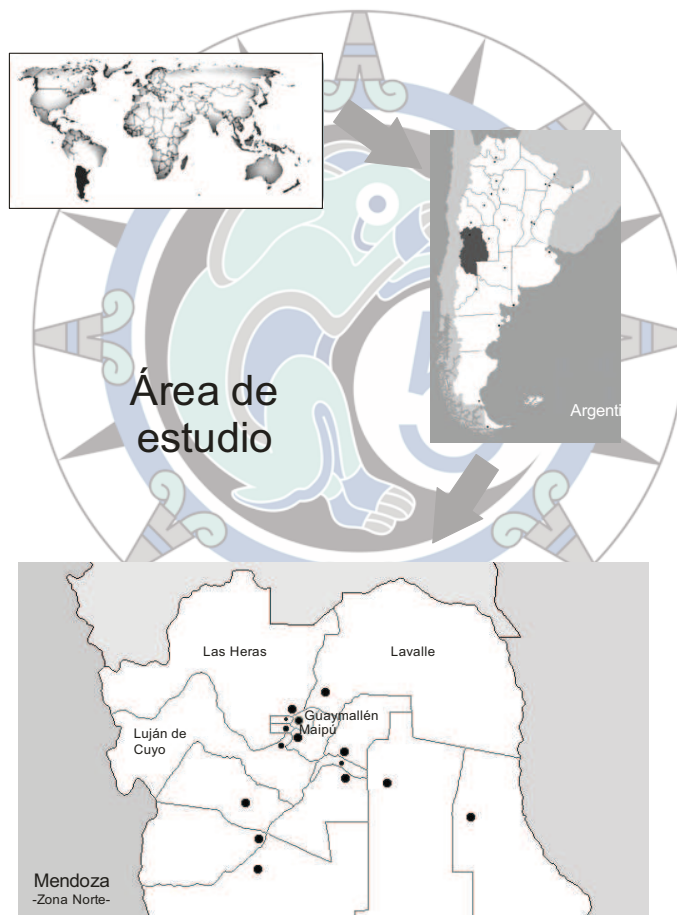 Argenti
Área de
estudio
Las Heras
Lavalle
Guaymallén
Maipú
Luján de
Cuyo
Mendoza
-Zona Norte-